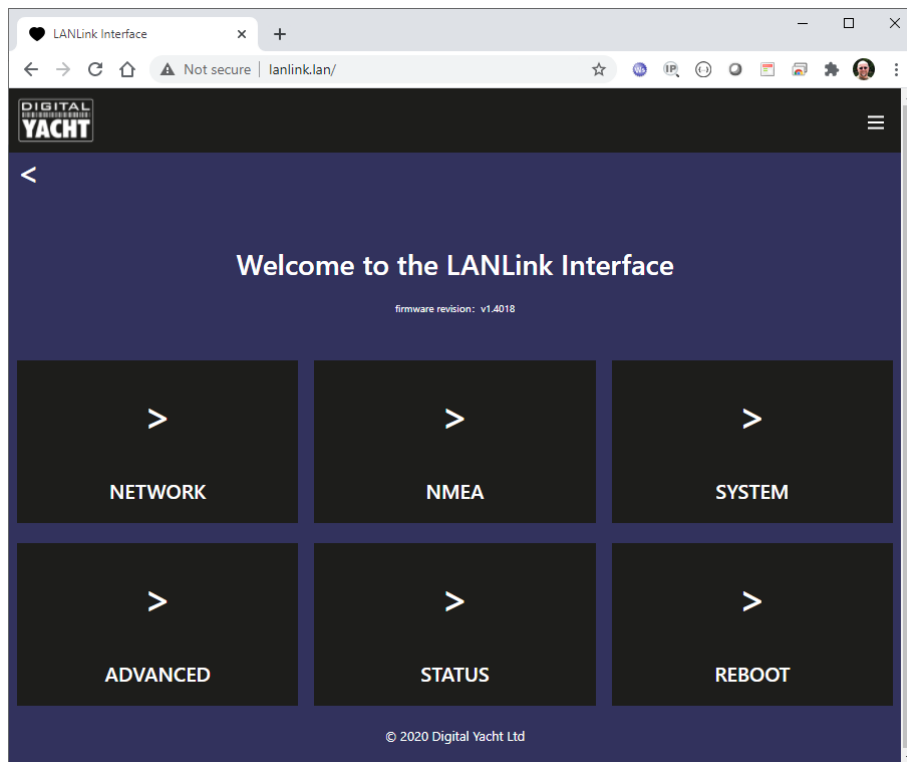 LANLink Interface
Not secure | lanlink.lan/
DIGITAL
YACHT
Welcome to the LANLink Interface
firmware revision: v1.4018
NETWORK
NMEA
SYSTEM
ADVANCED
STATUS
REBOOT
© 2020 Digital Yacht Ltd